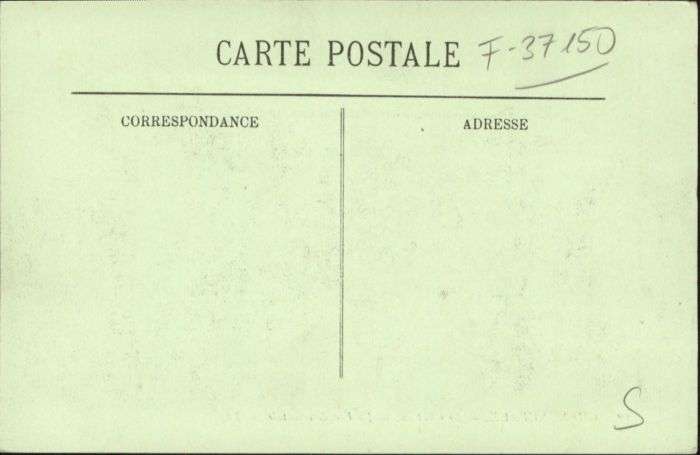 CARTE POSTALE F-37150
CORRESPONDANCE
ADRESSE
S